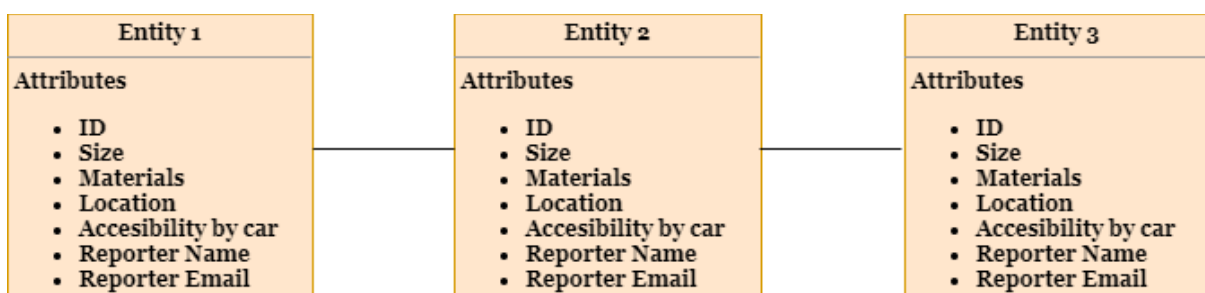 Entity 1
Attributes
• ID
• Size
• Materials
• Location
• Accesibility by car
• Reporter Name
• Reporter Email
Entity 2
Attributes
• ID
• Size
• Materials
• Location
• Accesibility by car
• Reporter Name
• Reporter Email
Entity 3
Attributes
• ID
• Size
• Materials
• Location
• Accesibility by car
• Reporter Name
• Reporter Email